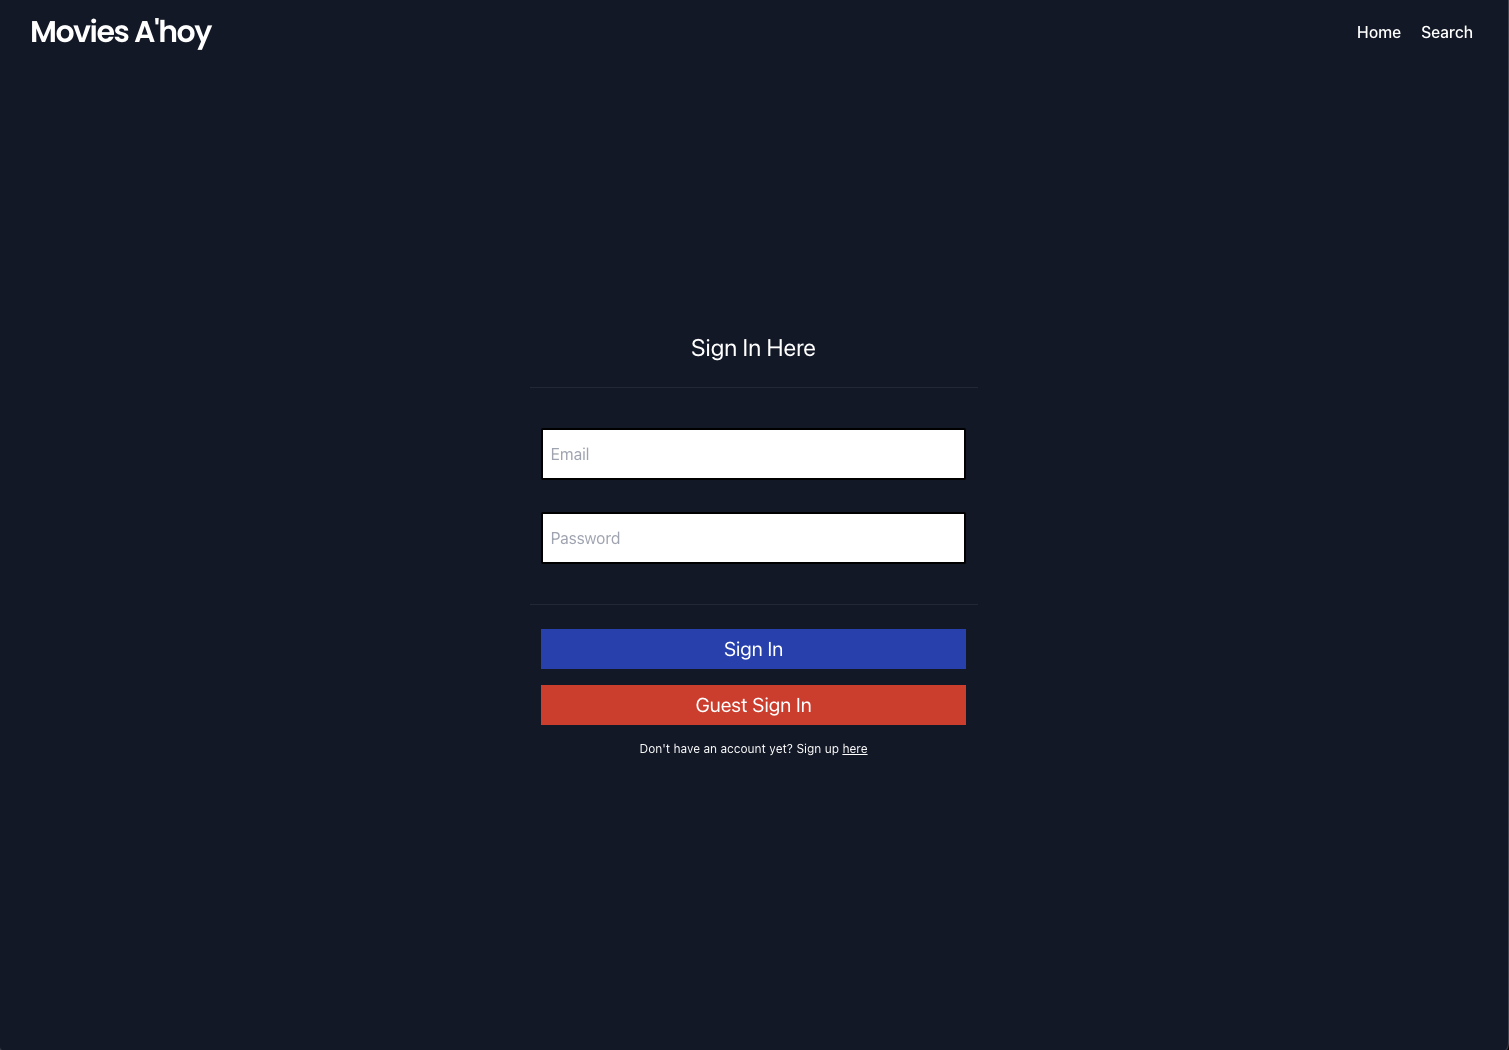 Movies A'hoy
Home
Search
Sign In Here
Email
Password
Sign In
Guest Sign In
Don't have an account yet? Sign up here